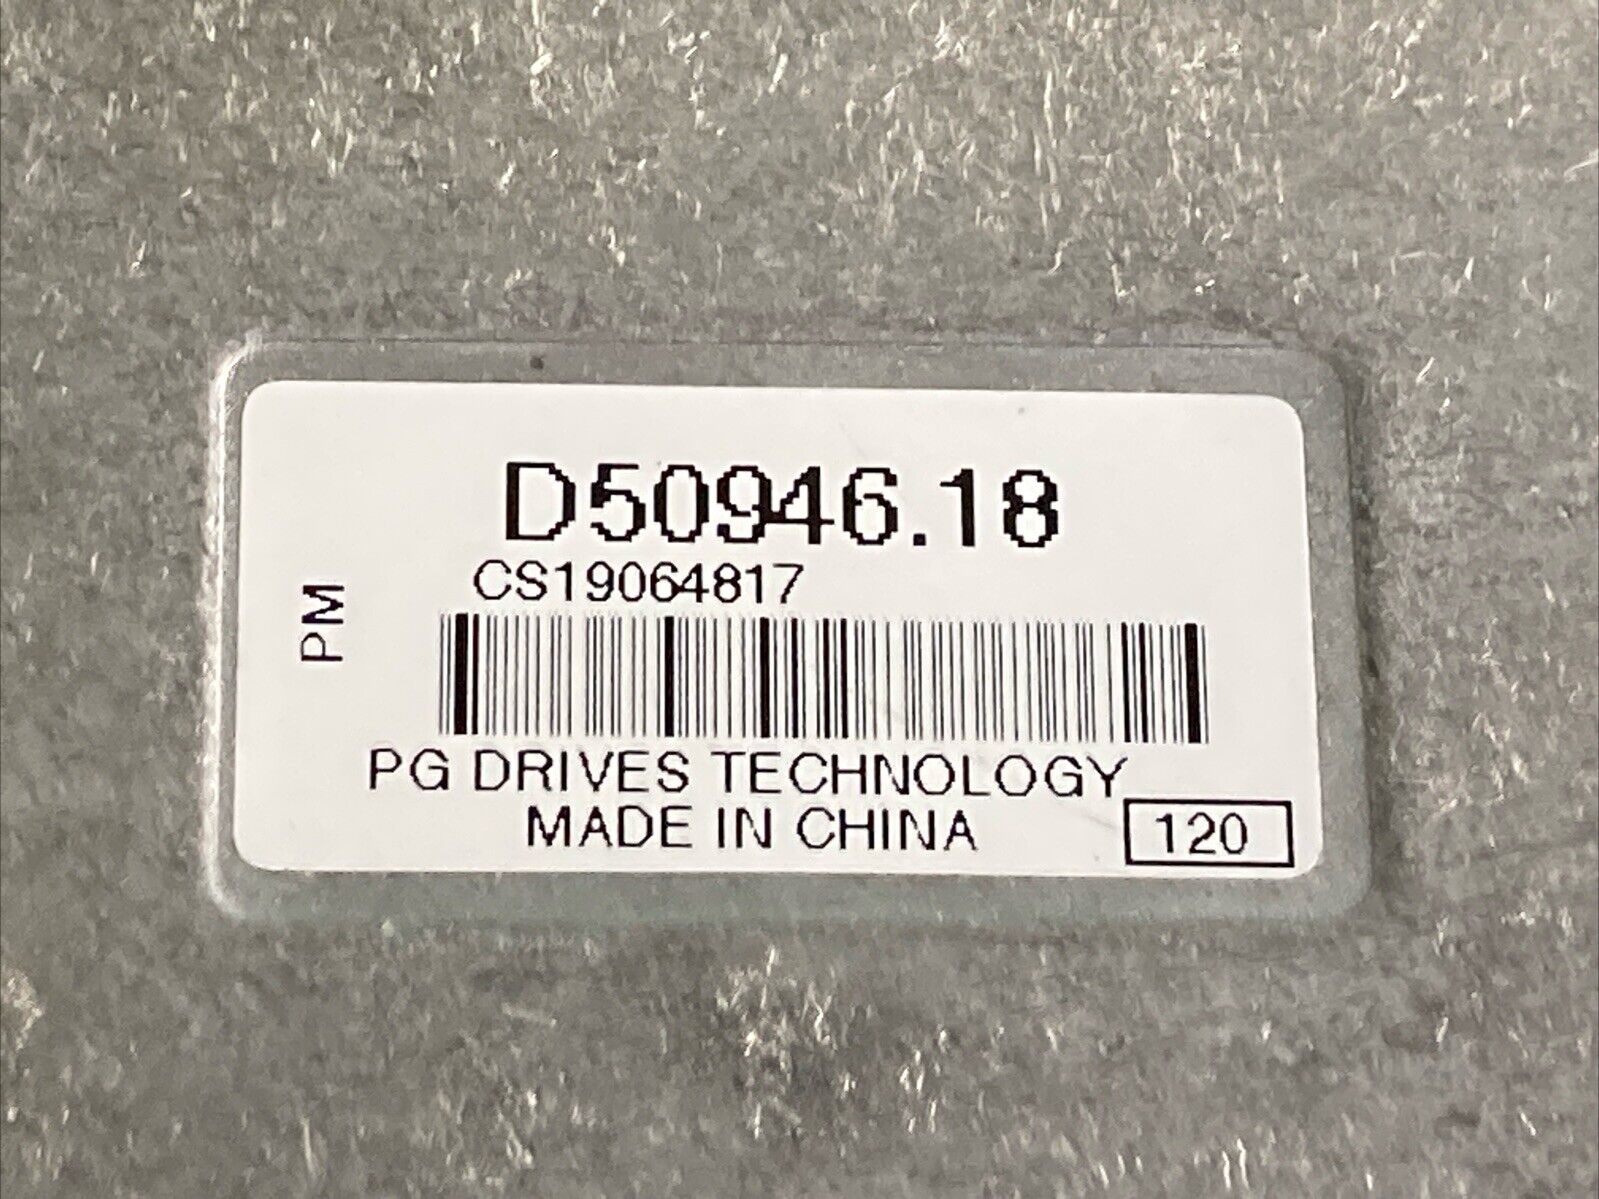 D50946.18
CS19064817
PM
PG DRIVES TECHNOLOGY
MADE IN CHINA
120